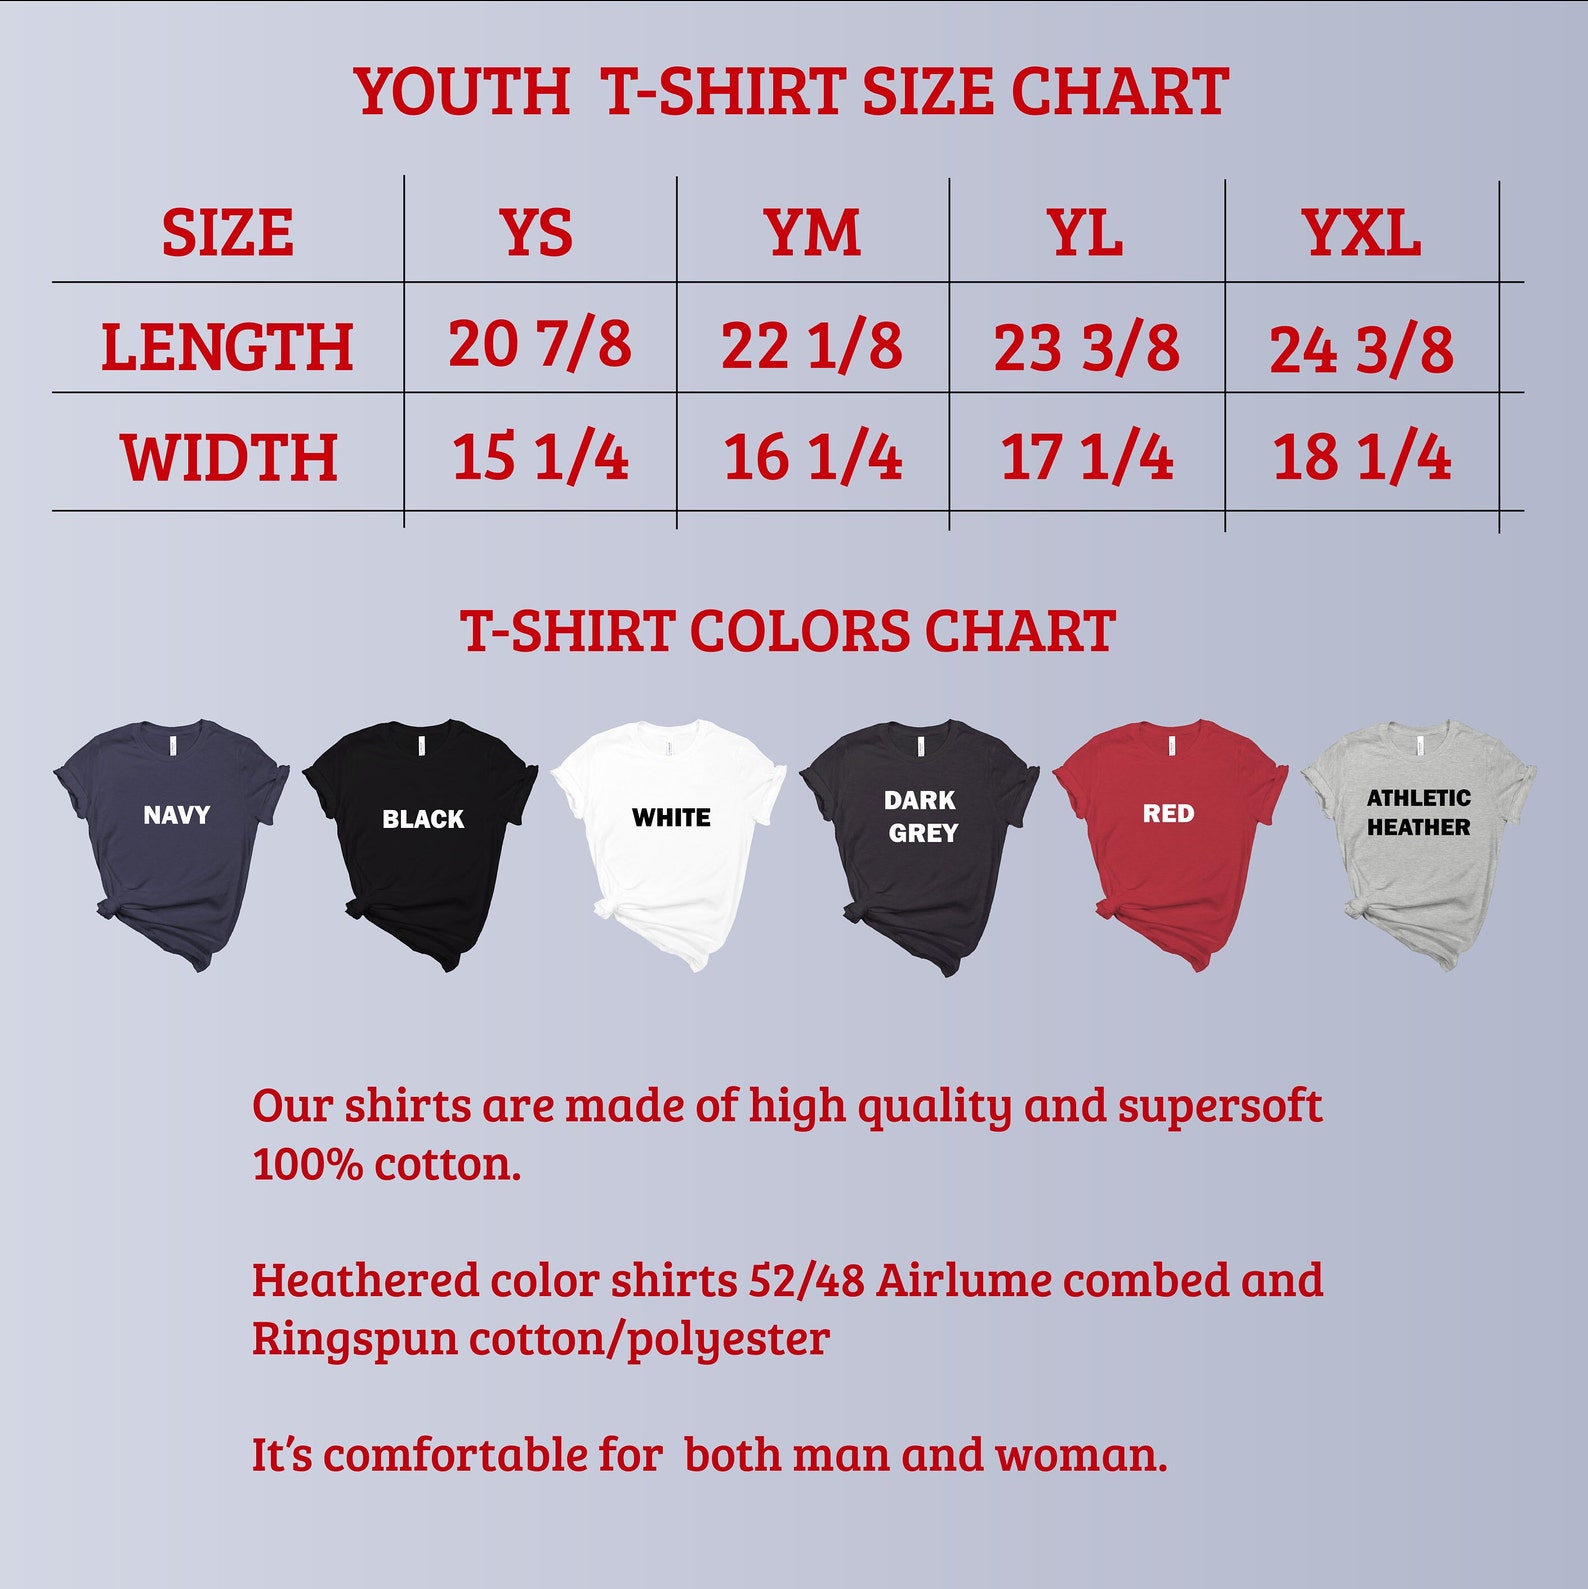 YOUTH T-SHIRT SIZE CHART
SIZE YS YM YL YXL
LENGTH 20 7/8 22 1/8 23 3/8 24 3/8
WIDTH 15 1/4 16 1/4 17 1/4 18 1/4
T-SHIRT COLORS CHART
NAVY
BLACK
WHITE
DARK
GREY
RED
ATHLETIC
HEATHER
Our shirts are made of high quality and supersoft
100% cotton.
Heathered color shirts 52/48 Airlume combed and
Ringspun cotton/polyester
It's comfortable for both man and woman.